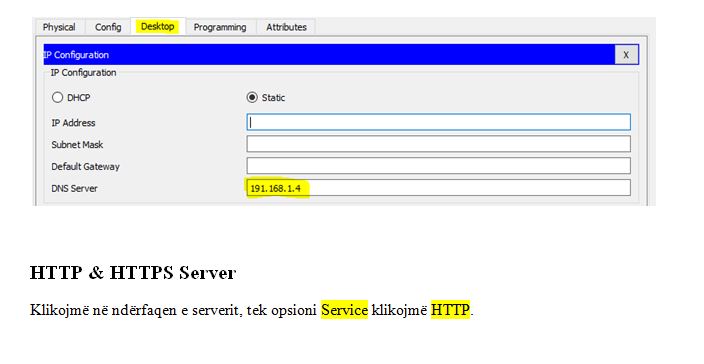 Physical Config Desktop Programming Attributes
IP Configuration X
IP Configuration
DHCP Static
IP Address
Subnet Mask
Default Gateway
DNS Server 191.168.1.4
HTTP & HTTPS Server
Klikojmë në ndërfaqen e serverit, tek opsioni Service klikojmë HTTP.